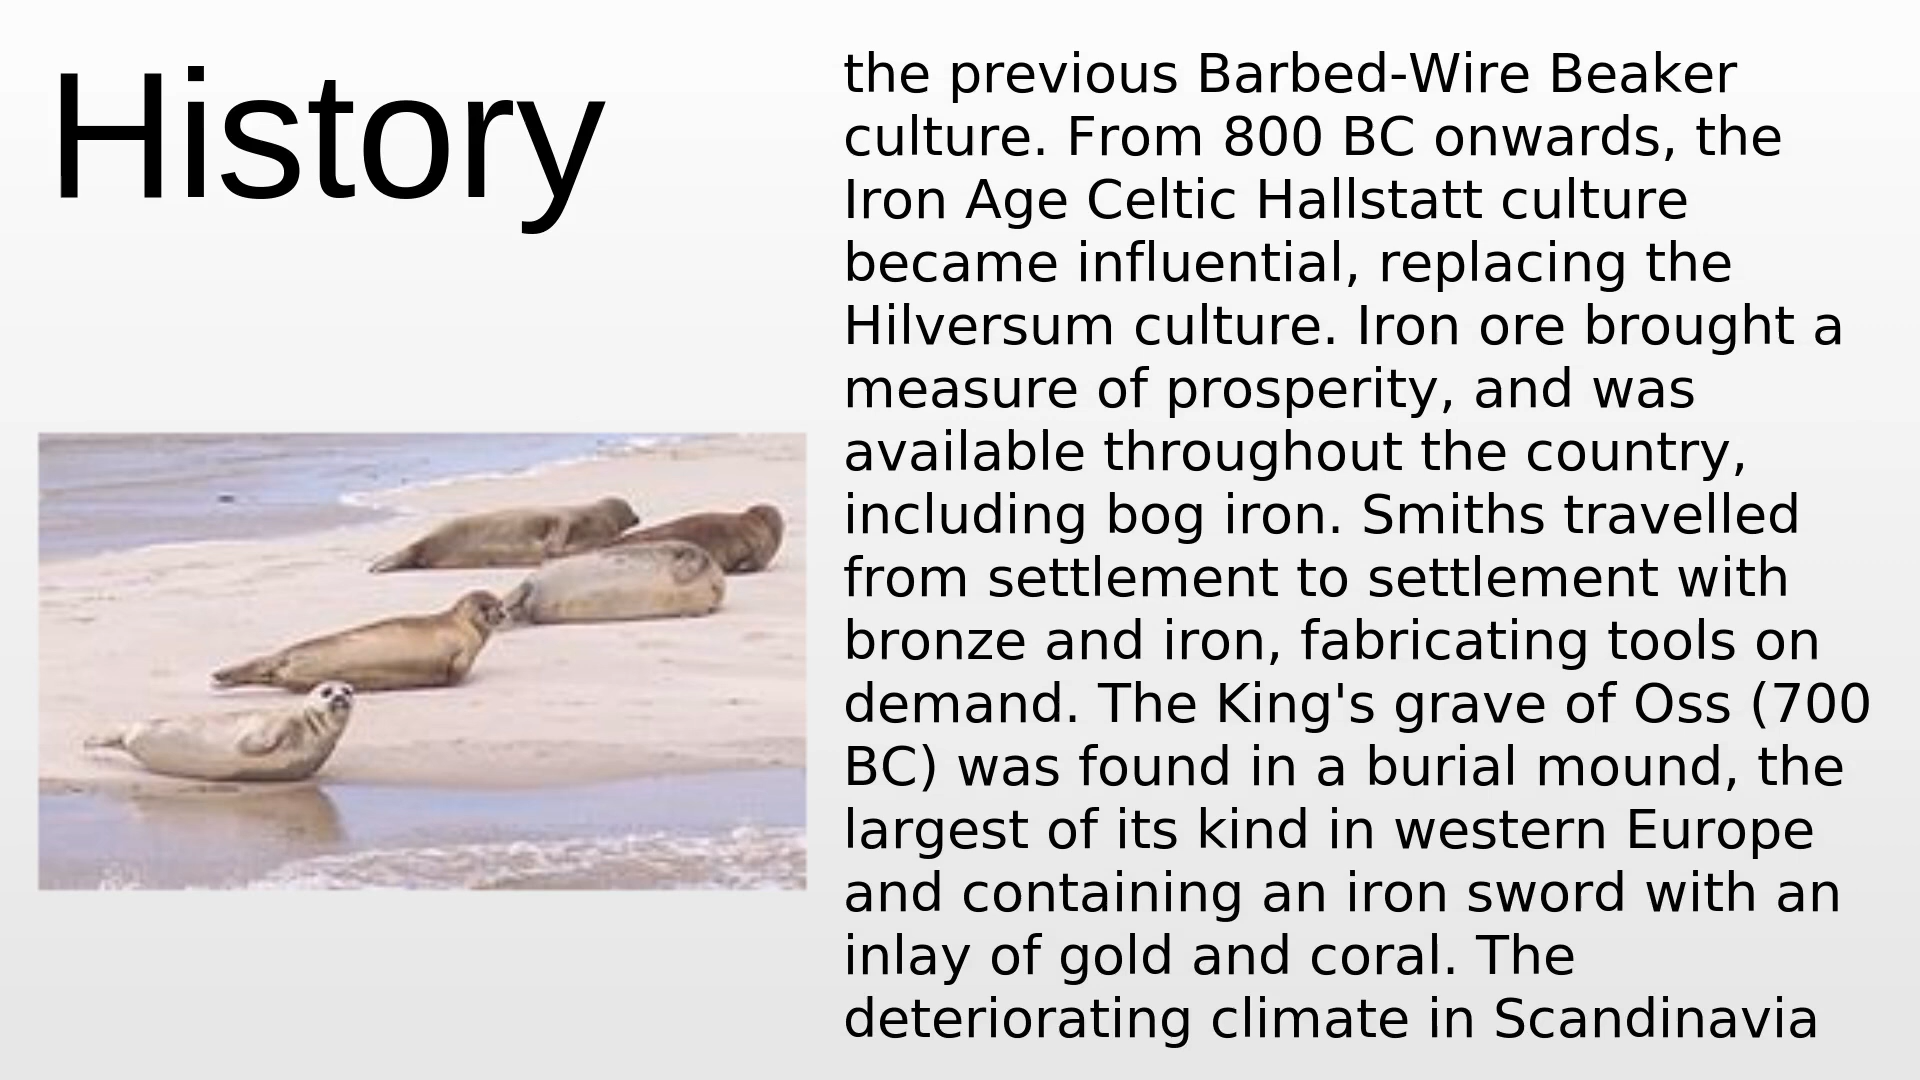 History
the previous Barbed-Wire Beaker
culture. From 800 BC onwards, the
Iron Age Celtic Hallstatt culture
became influential, replacing the
Hilversum culture. Iron ore brought a
measure of prosperity, and was
available throughout the country,
including bog iron. Smiths travelled
from settlement to settlement with
bronze and iron, fabricating tools on
demand. The King's grave of Oss (700
BC) was found in a burial mound, the
largest of its kind in western Europe
and containing an iron sword with an
inlay of gold and coral. The
deteriorating climate in Scandinavia